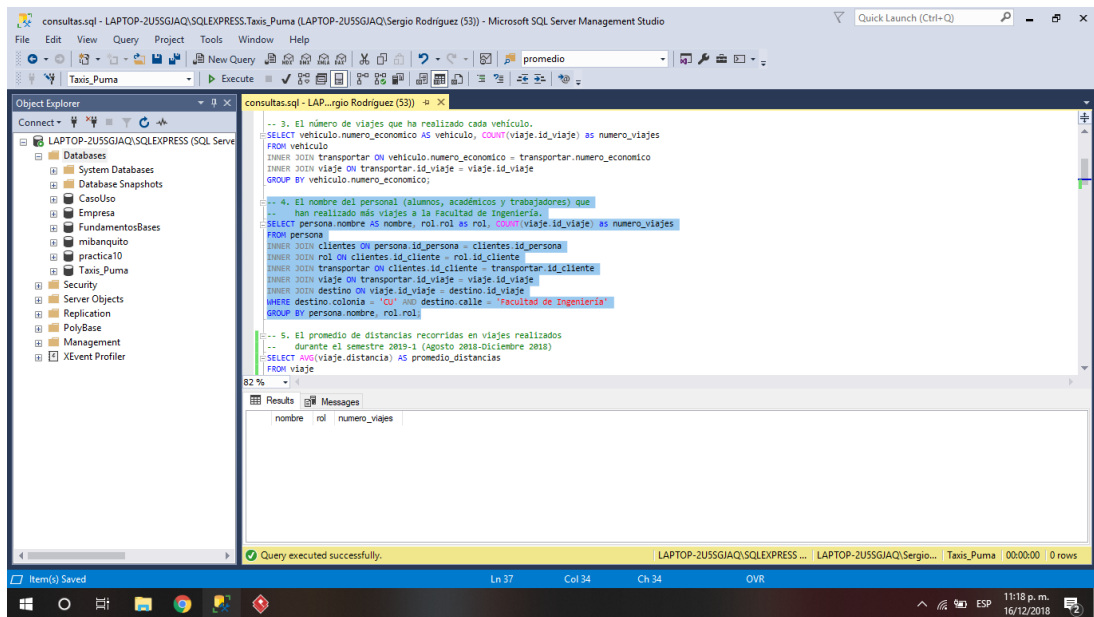 consultas.sql - LAPTOP-2U5SGJAQ\SQLEXPRESS.Taxis_Puma (LAPTOP-2U5SGJAQ\Sergio Rodríguez (53)) - Microsoft SQL Server Management Studio
Quick Launch (Ctrl+Q)
File Edit View Query Project Tools Window Help
New Query
promedio
Taxis_Puma
Execute
Object Explorer
consultas.sql - LAP...rgio Rodríguez (53))
Connect
LAPTOP-2U5SGJAQ\SQLEXPRESS (SQL Serve
Databases
System Databases
Database Snapshots
CasoUso
Empresa
FundamentosBases
mibanquito
practica10
Taxis_Puma
Security
Server Objects
Replication
PolyBase
Management
XEvent Profiler
-- 3. El número de viajes que ha realizado cada vehículo.
SELECT vehiculo.numero_economico AS vehiculo, COUNT(viaje.id_viaje) as numero_viajes
FROM vehiculo
INNER JOIN transportar ON vehiculo.numero_economico = transportar.numero_economico
INNER JOIN viaje ON transportar.id_viaje = viaje.id_viaje
GROUP BY vehiculo.numero_economico;
-- 4. El nombre del personal (alumnos, académicos y trabajadores) que
-- han realizado más viajes a la Facultad de Ingeniería.
SELECT persona.nombre AS nombre, rol.rol as rol, COUNT(viaje.id_viaje) as numero_viajes
FROM persona
INNER JOIN clientes ON persona.id_persona = clientes.id_persona
INNER JOIN rol ON clientes.id_cliente = rol.id_cliente
INNER JOIN transportar ON clientes.id_cliente = transportar.id_cliente
INNER JOIN viaje ON transportar.id_viaje = viaje.id_viaje
INNER JOIN destino ON viaje.id_viaje = destino.id_viaje
WHERE destino.colonia = 'CU' AND destino.calle = 'Facultad de Ingeniería'
GROUP BY persona.nombre, rol.rol;
-- 5. El promedio de distancias recorridas en viajes realizados
-- durante el semestre 2019-1 (Agosto 2018-Diciembre 2018)
SELECT AVG(viaje.distancia) AS promedio_distancias
FROM viaje
82 %
Results Messages
nombre rol numero_viajes
Query executed successfully.
LAPTOP-2U5SGJAQ\SQLEXPRESS ... LAPTOP-2U5SGJAQ\Sergio... Taxis_Puma 00:00:00 0 rows
Item(s) Saved
Ln 37 Col 34 Ch 34 OVR
ESP
11:18 p. m.
16/12/2018
2